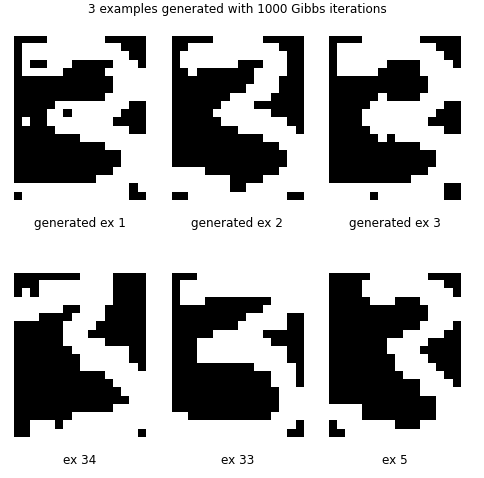 3 examples generated with 1000 Gibbs iterations
generated ex 1
generated ex 2
generated ex 3
ex 34
ex 33
ex 5